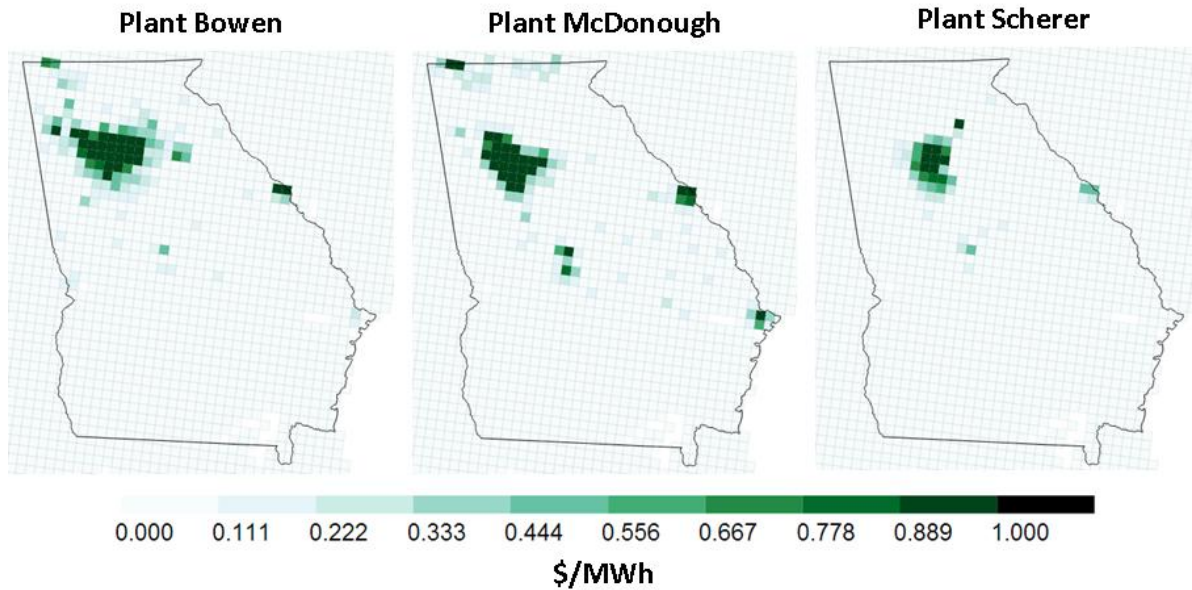 Plant Bowen
Plant McDonough
Plant Scherer
0.000 0.111 0.222 0.333 0.444 0.556 0.667 0.778 0.889 1.000
$/MWh